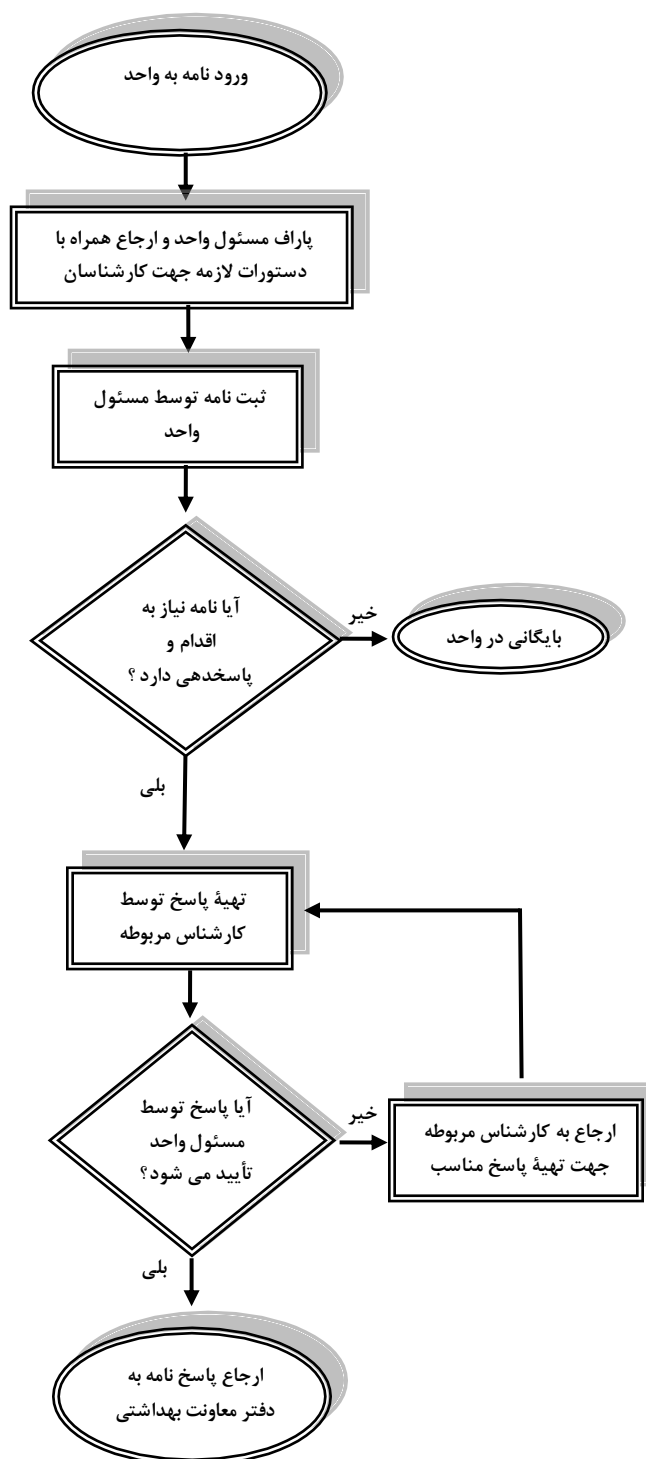 ورود نامه به واحد
پاراف مسئول واحد و ارجاع همراه با
دستورات لازمه جهت کارشناسان
ثبت نامه توسط مسئول
واحد
آیا نامه نیاز به
اقدام و
پاسخدهی دارد ؟
خیر
بایگانی در واحد
بلی
تهیۀ پاسخ توسط
کارشناس مربوطه
آیا پاسخ توسط
مسئول واحد
تأیید می شود؟
خیر
ارجاع به کارشناس مربوطه
جهت تهیۀ پاسخ مناسب
بلی
ارجاع پاسخ نامه به
دفتر معاونت بهداشتی